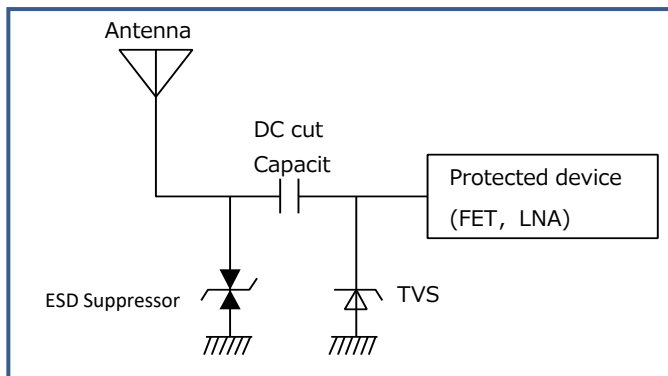 Antenna
DC cut
Capacit
Protected device
(FET, LNA)
ESD Suppressor
TVS